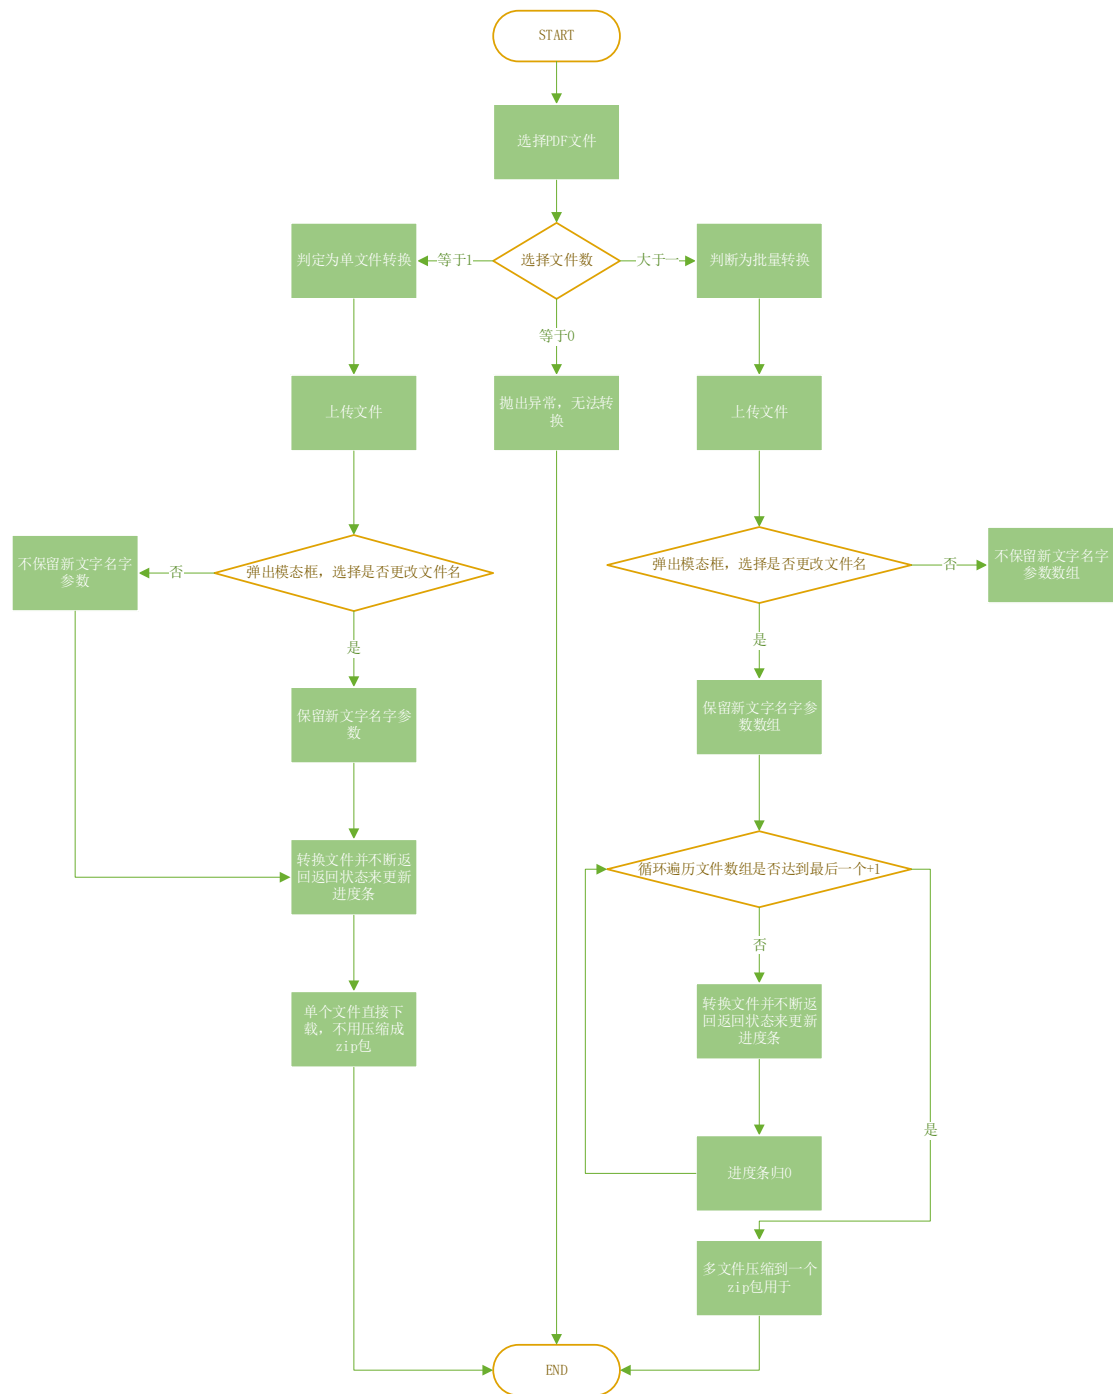 START
选择PDF文件
判定为单文件转换
等于1
选择文件数
大于一
判断为批量转换
等于0
上传文件
抛出异常，无法转
换
上传文件
不保留新文字名字
参数
否
弹出模态框，选择是否更改文件名
弹出模态框，选择是否更改文件名
否
不保留新文字名字
参数数组
是
是
保留新文字名字参
数
保留新文字名字参
数数组
转换文件并不断返
回返回状态来更新
进度条
循环遍历文件数组是否达到最后一个+1
否
单个文件直接下
载，不用压缩成
zip包
转换文件并不断返
回返回状态来更新
进度条
是
进度条归0
多文件压缩到一个
zip包用于
END